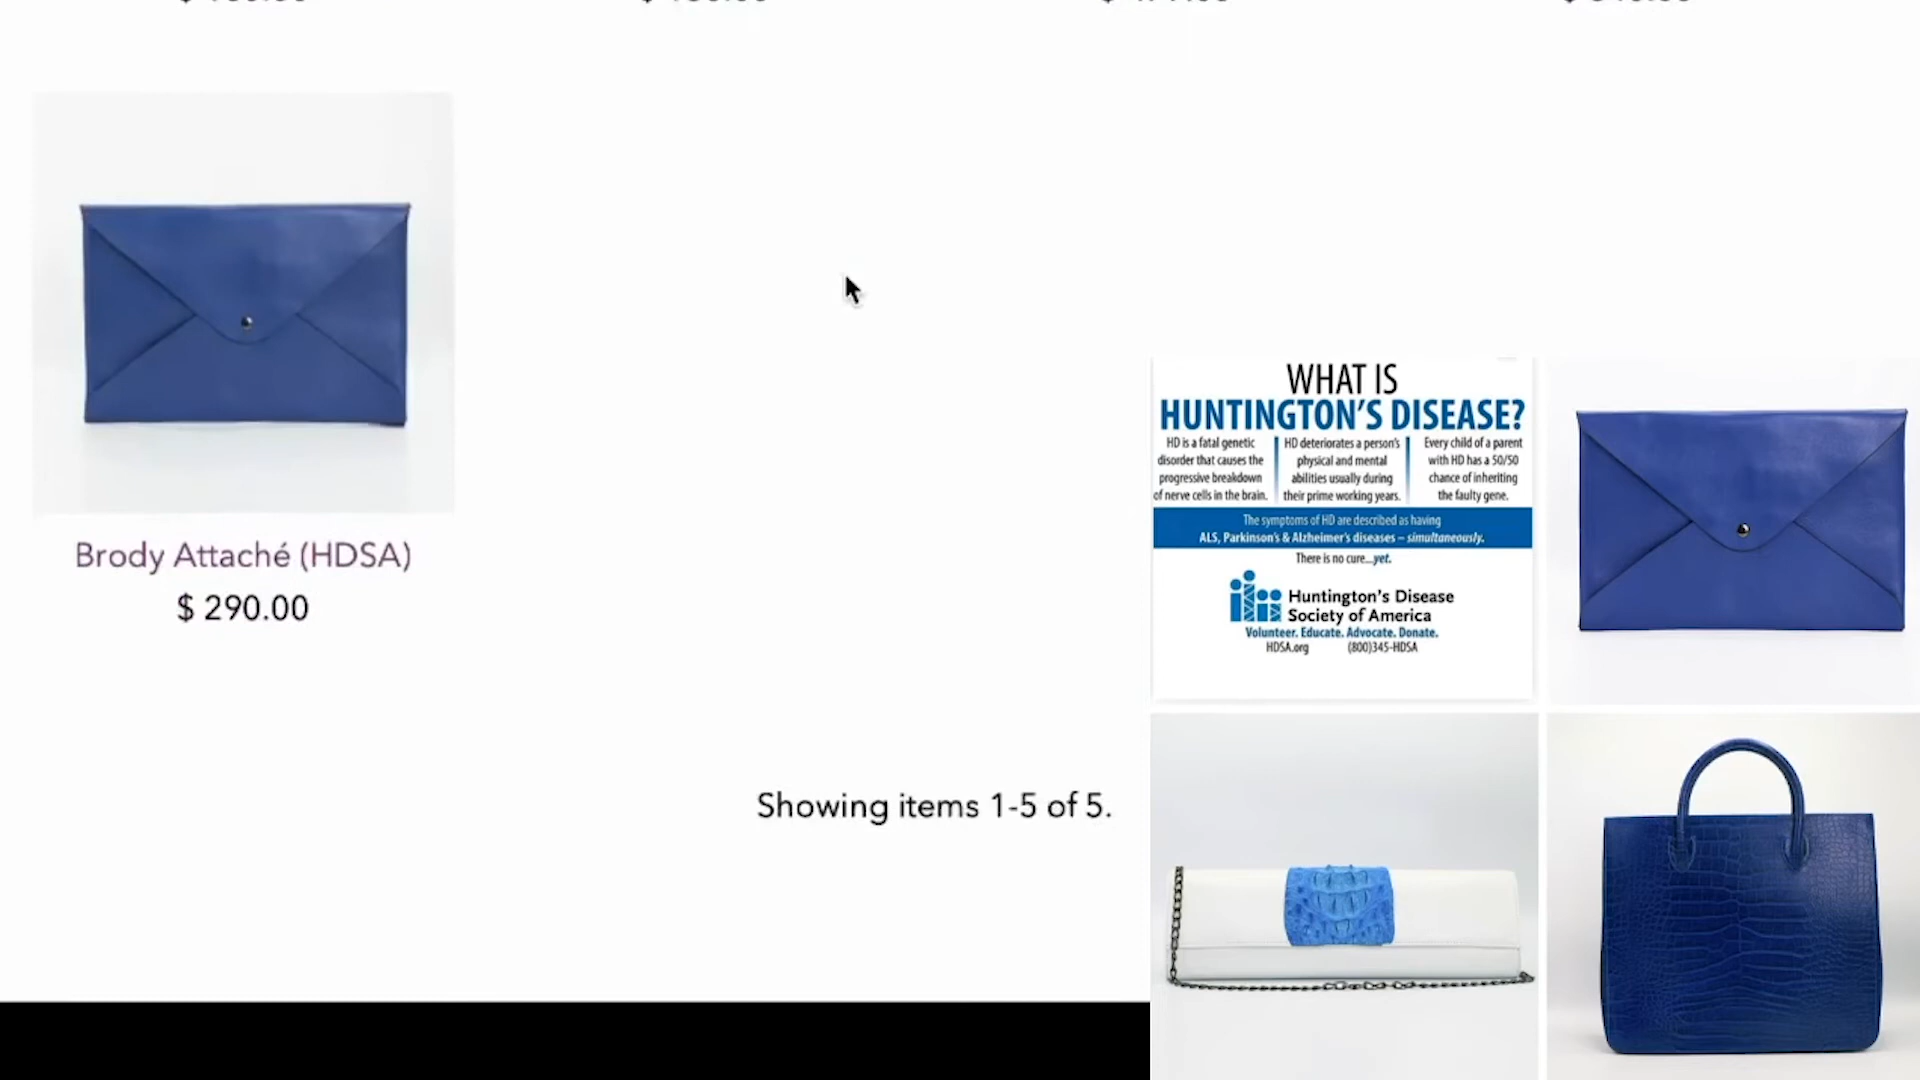 Brody Attaché (HDSA)
$ 290.00
Showing items 1-5 of 5.
WHAT IS
HUNTINGTON'S DISEASE?
HD is a fatal genetic
disorder that causes the
progressive breakdown
of nerve cells in the brain.
HD deteriorates a person's
physical and mental
abilities usually during
their prime working years.
Every child of a parent
with HD has a 50/50
chance of inheriting
the faulty gene.
The symptoms of HD are described as having
ALS, Parkinson's & Alzheimer's diseases – simultaneously.
There is no cure...yet.
Huntington's Disease
Society of America
Volunteer. Educate. Advocate. Donate.
HDSA.org (800)345-HDSA